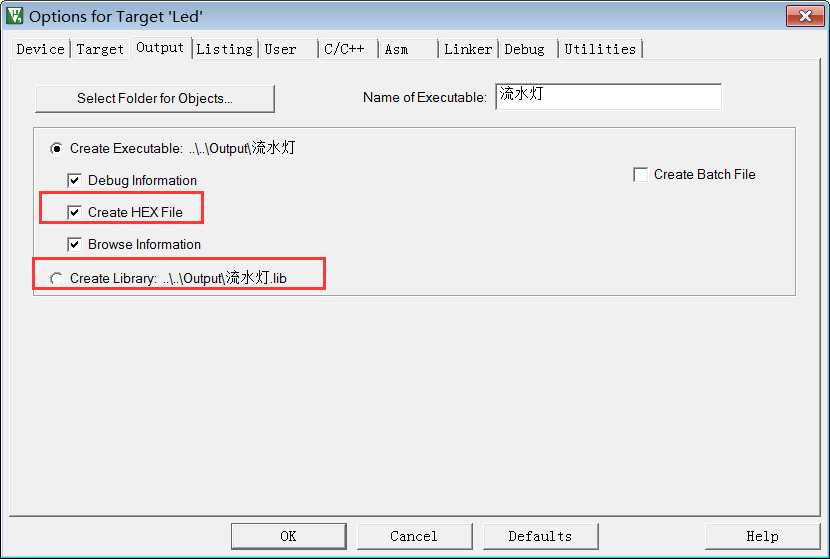 Options for Target 'Led'
Device Target Output Listing User C/C++ Asm Linker Debug Utilities
Select Folder for Objects... Name of Executable: 流水灯
Create Executable: ..\..\Output\流水灯
Debug Information Create Batch File
Create HEX File
Browse Information
Create Library: ..\..\Output\流水灯.lib
OK Cancel Defaults Help